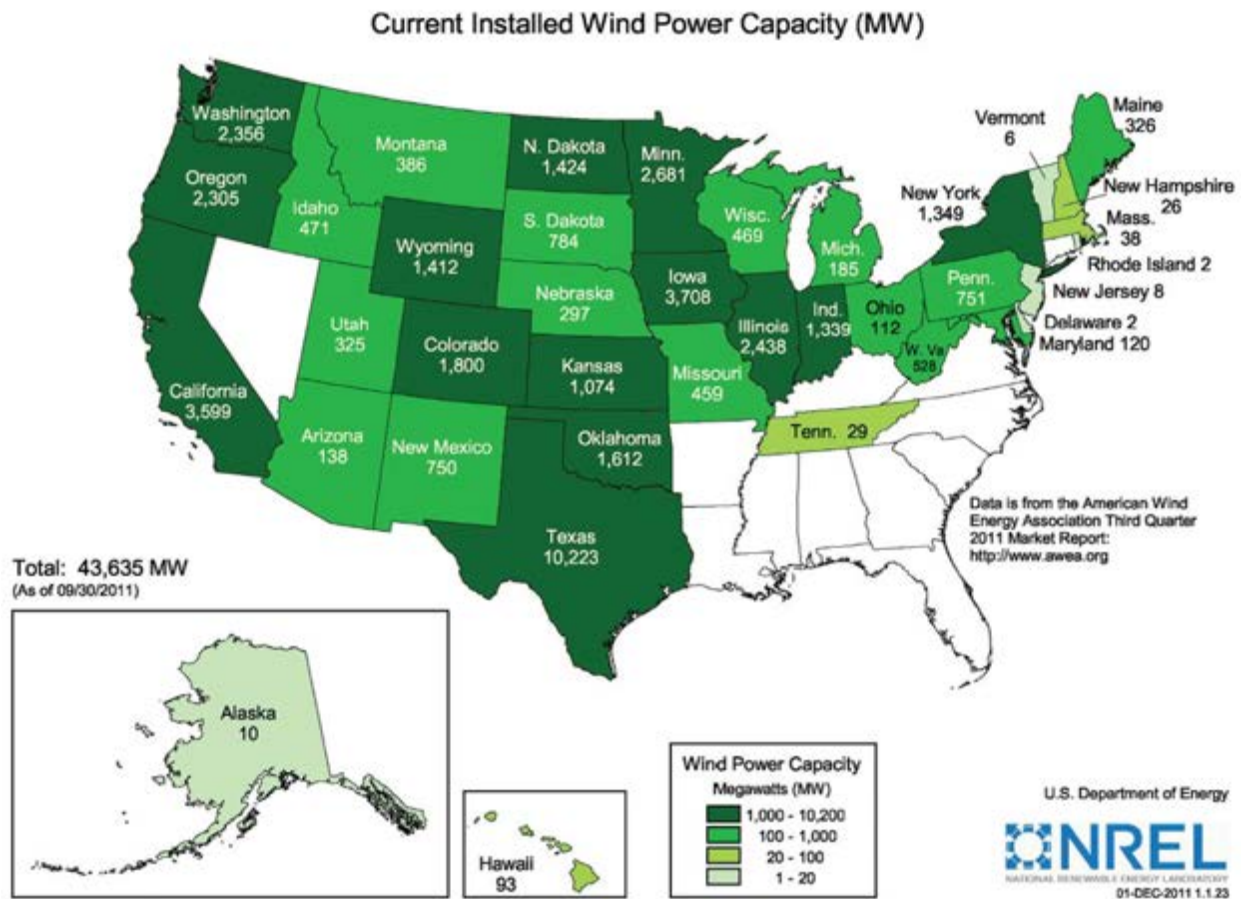 Current Installed Wind Power Capacity (MW)
Washington
2,356
Oregon
2,305
California
3,599
Idaho
471
Montana
386
Wyoming
1,412
Utah
325
Colorado
1,800
Arizona
138
New Mexico
750
N. Dakota
1,424
S. Dakota
784
Nebraska
297
Kansas
1,074
Oklahoma
1,612
Texas
10,223
Minn.
2,681
Iowa
3,708
Missouri
459
Wisc.
469
Illinois
2,438
Mich.
185
Ind.
1,339
Ohio
112
W. Va
528
Tenn. 29
Penn.
751
New York
1,349
Vermont
6
Maine
326
New Hampshire
26
Mass.
38
Rhode Island 2
New Jersey 8
Delaware 2
Maryland 120
Data is from the American Wind
Energy Association Third Quarter
2011 Market Report:
http://www.awea.org
Total: 43,635 MW
(As of 09/30/2011)
Alaska
10
Hawaii
93
Wind Power Capacity
Megawatts (MW)
1,000 - 10,200
100 - 1,000
20 - 100
1 - 20
U.S. Department of Energy
NREL
NATIONAL RENEWABLE ENERGY LABORATORY
01-DEC-2011 1.1.23